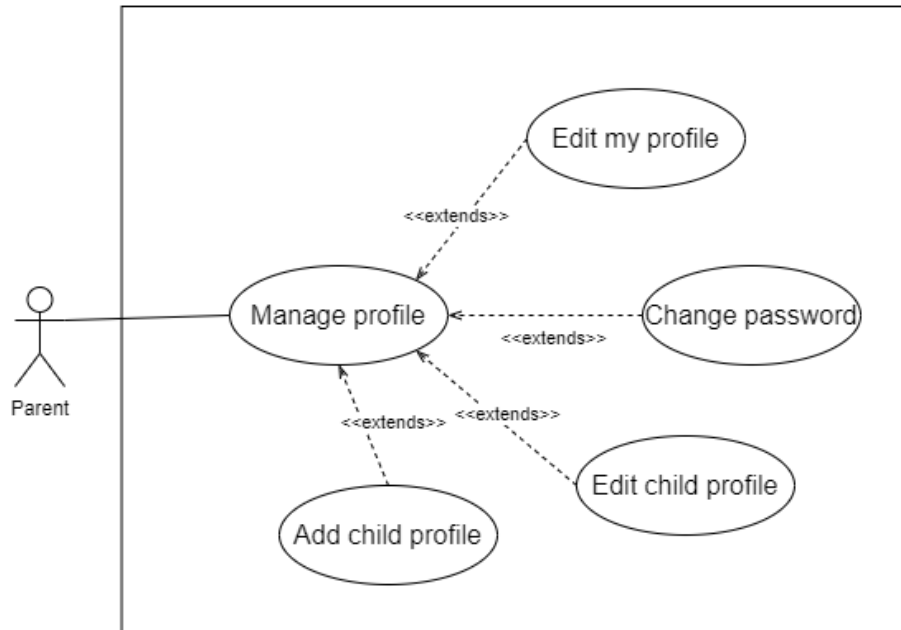 Edit my profile
<<extends>>
Manage profile
Change password
<<extends>>
Parent
<<extends>>
<<extends>>
Edit child profile
Add child profile